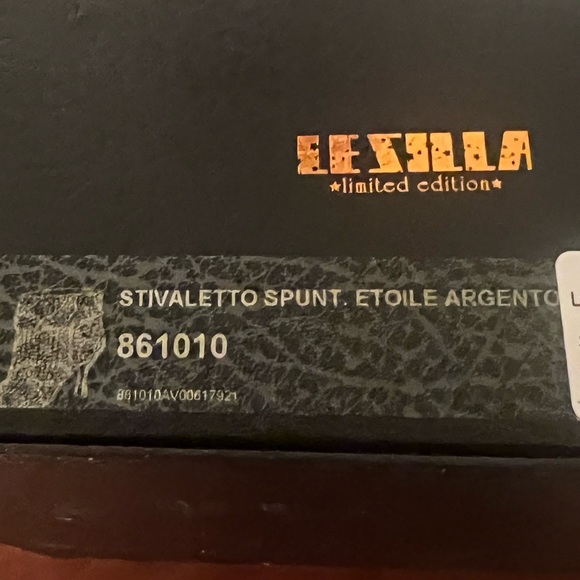 LE SILLA
★limited edition★
STIVALETTO SPUNT. ETOILE ARGENTO
861010
861010AV00617921
L